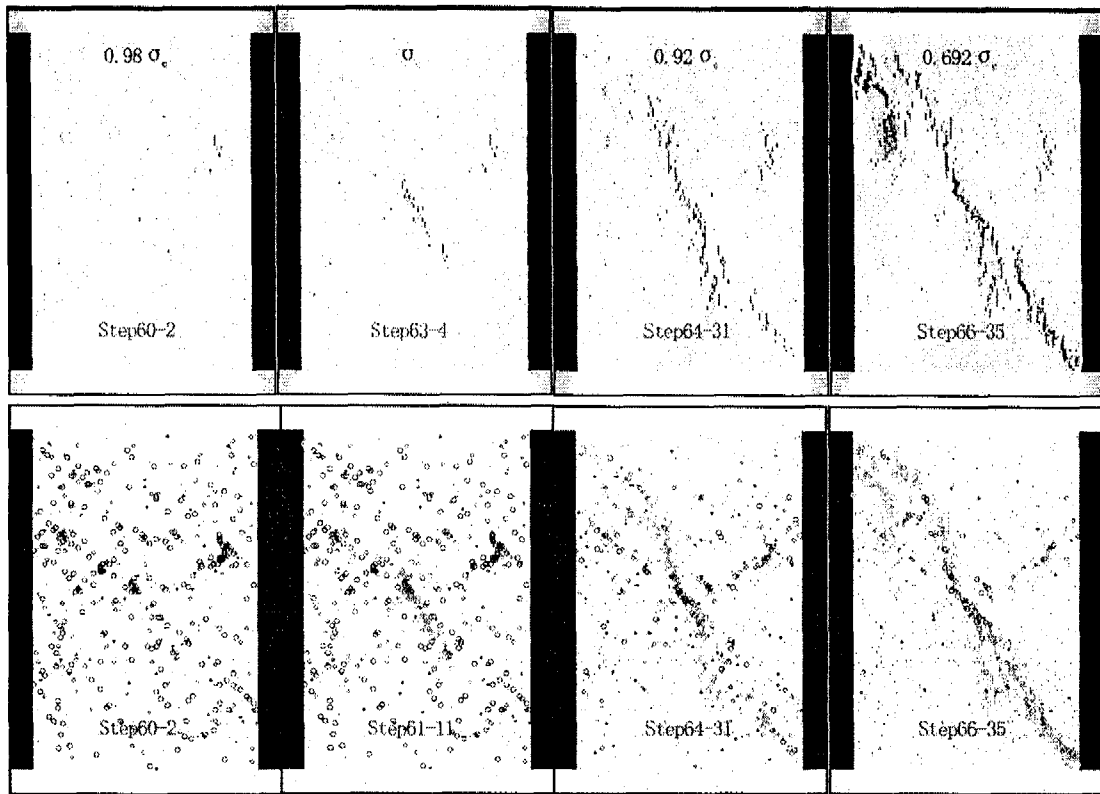 0.98 σc
σ
0.92 σc
0.692 σc
Step60-2
Step63-4
Step64-31
Step66-35
Step60-2
Step61-11
Step64-31
Step66-35